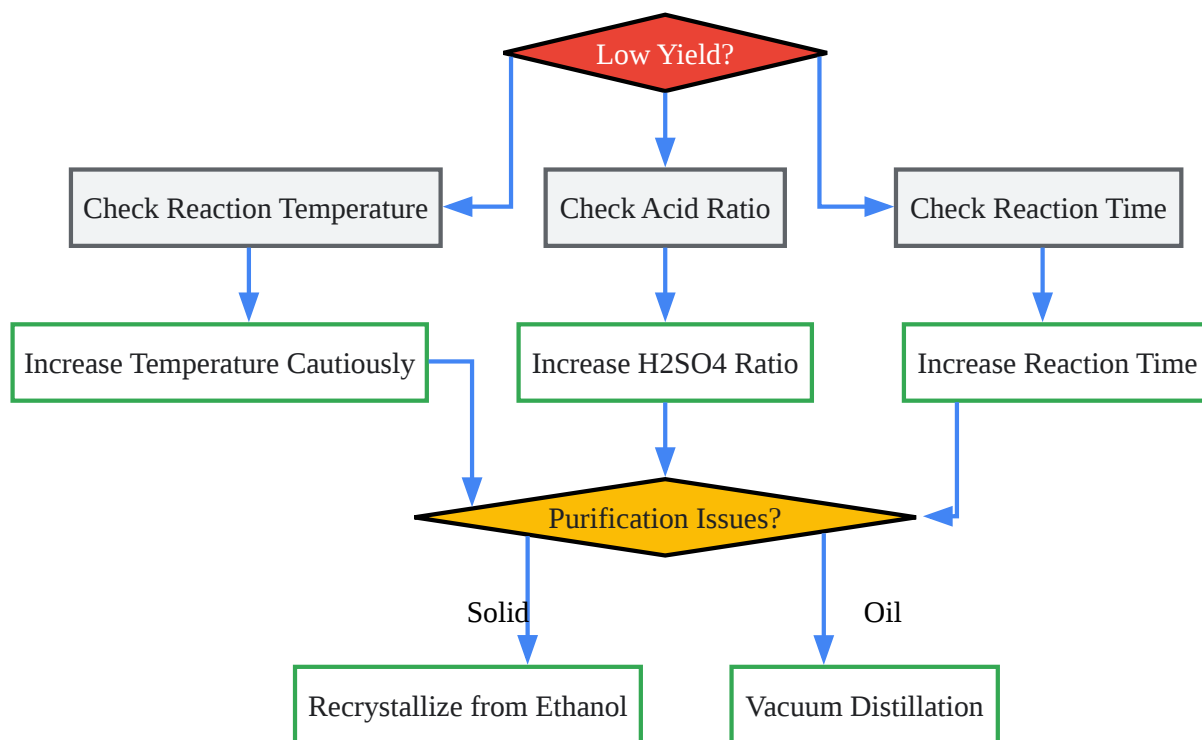 Low Yield?
Check Reaction Temperature
Check Acid Ratio
Check Reaction Time
Increase Temperature Cautiously
Increase H2SO4 Ratio
Increase Reaction Time
Purification Issues?
Solid
Oil
Recrystallize from Ethanol
Vacuum Distillation